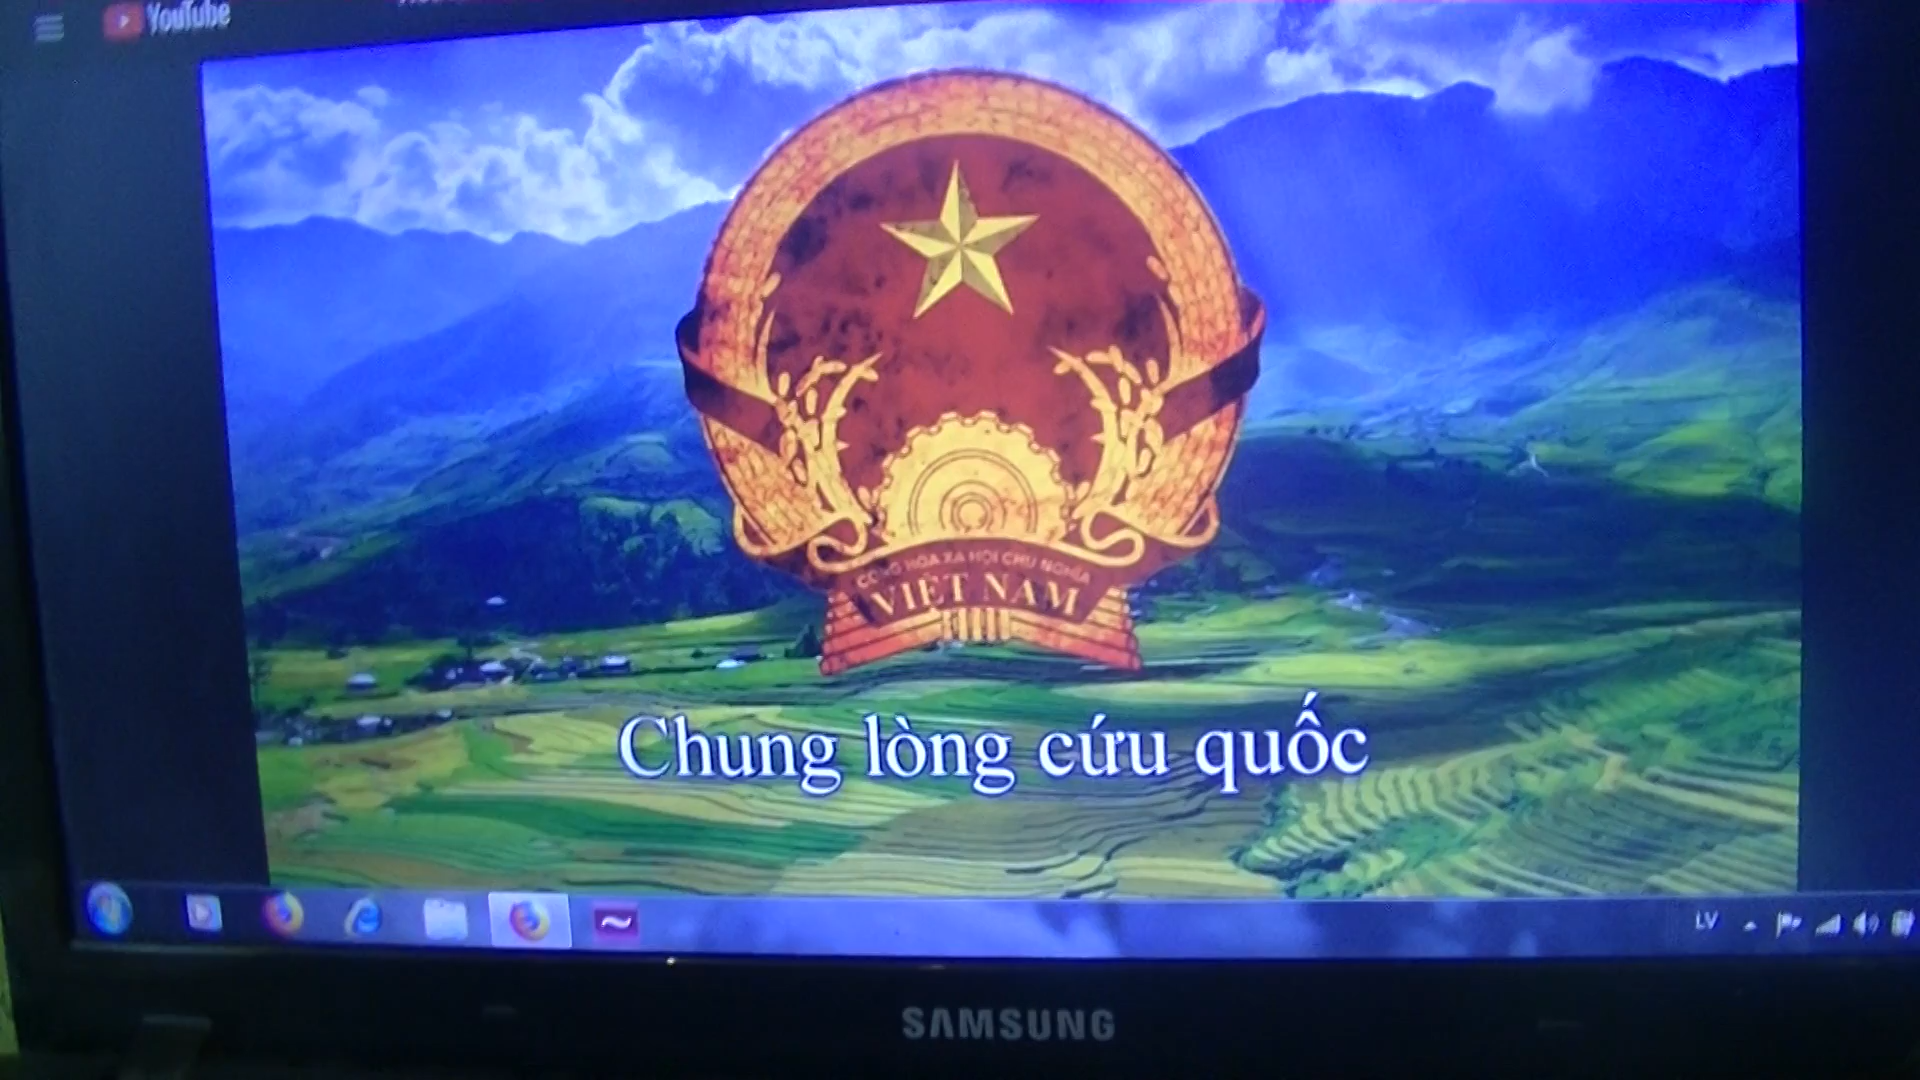 YouTube
CỘNG HÒA XÃ HỘI CHỦ NGHĨA
VIỆT NAM
Chung lòng cứu quốc
LV
SAMSUNG